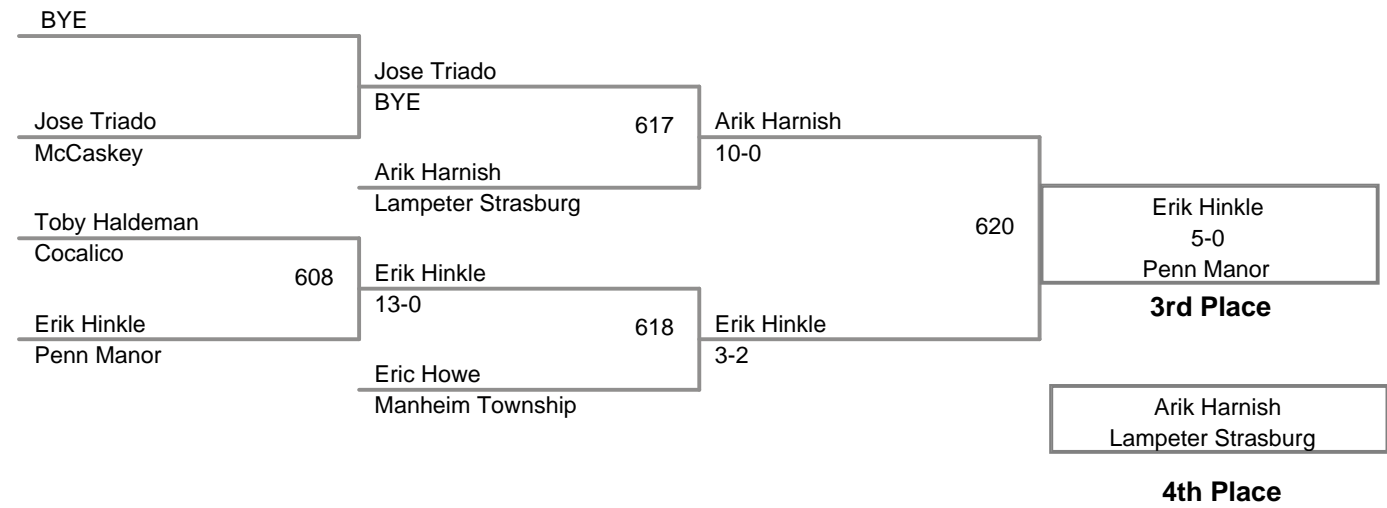 BYE
Jose Triado
BYE
Jose Triado
McCaskey
617
Arik Harnish
10-0
Arik Harnish
Lampeter Strasburg
Toby Haldeman
Cocalico
608
Erik Hinkle
13-0
Erik Hinkle
Penn Manor
618
Erik Hinkle
3-2
Eric Howe
Manheim Township
620
Erik Hinkle
5-0
Penn Manor
3rd Place
Arik Harnish
Lampeter Strasburg
4th Place